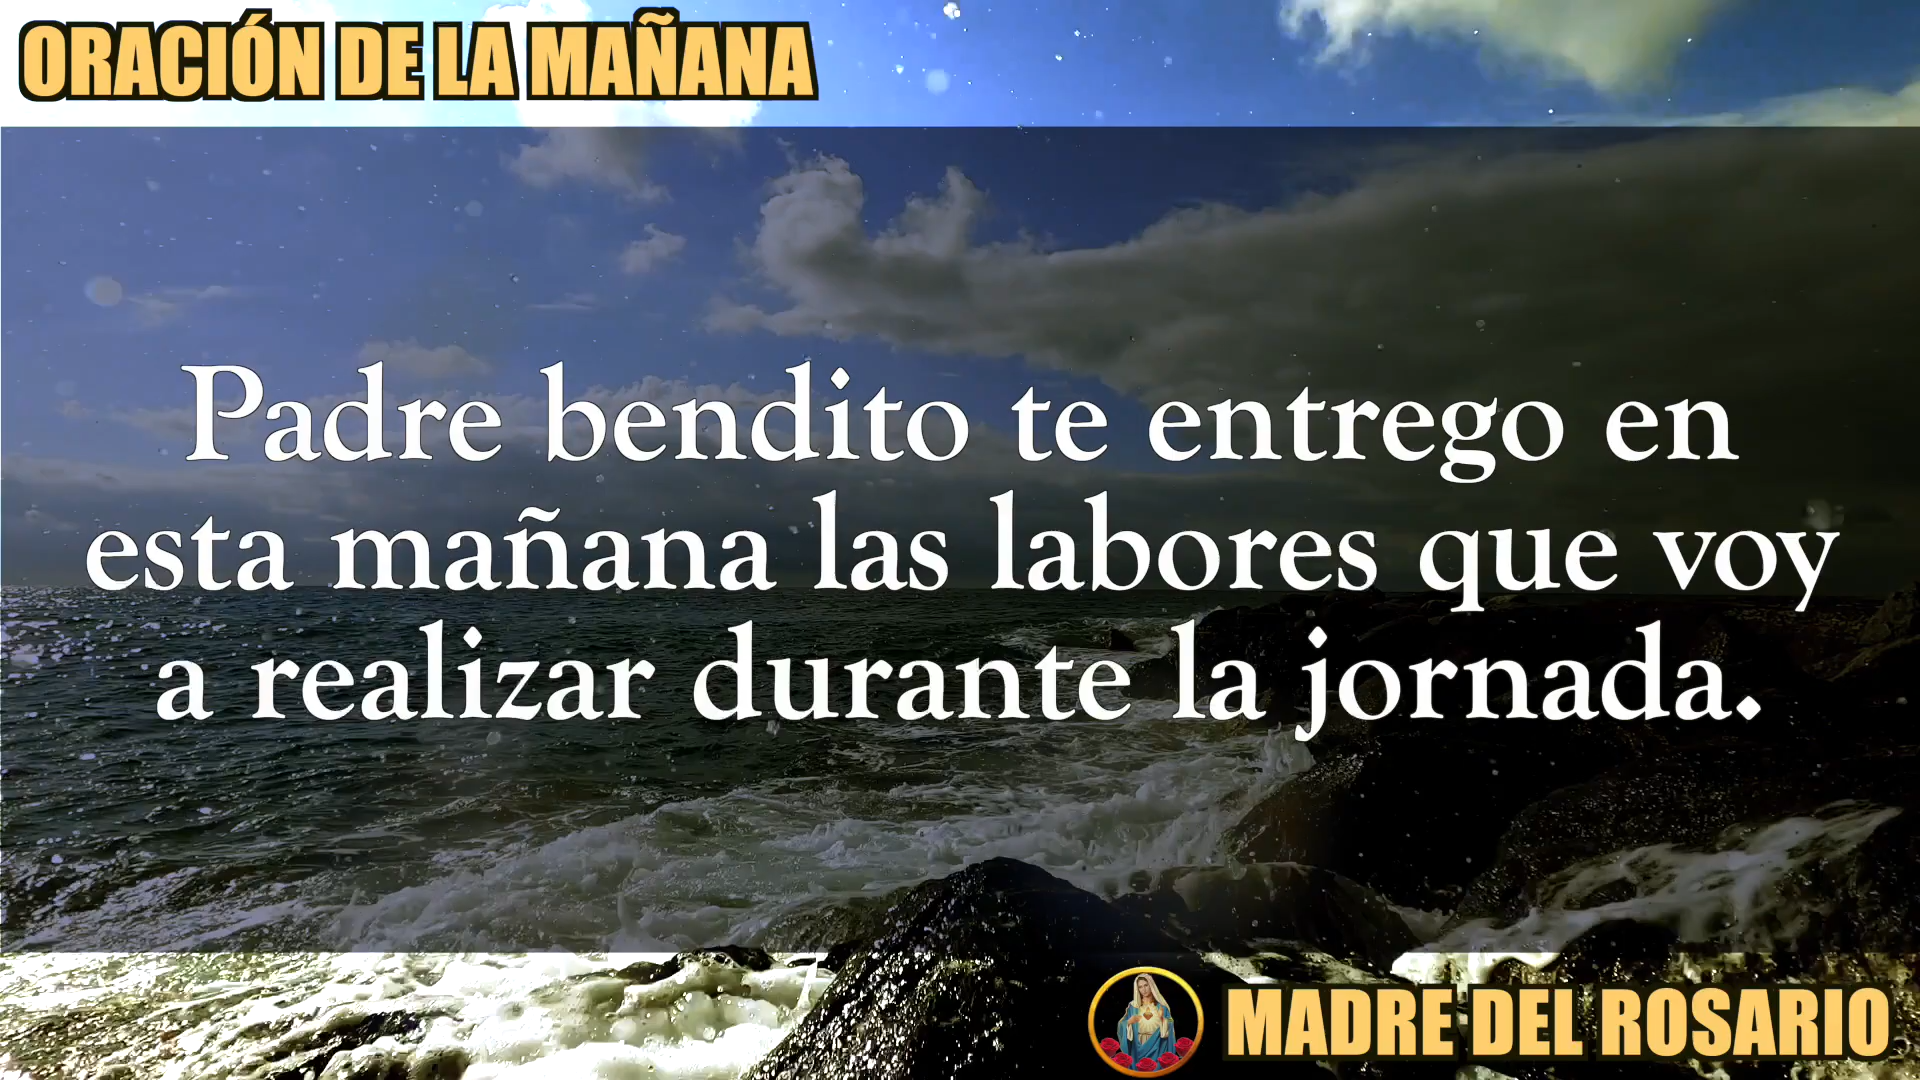 ORACIÓN DE LA MAÑANA
Padre bendito te entrego en
esta mañana las labores que voy
a realizar durante la jornada.
MADRE DEL ROSARIO